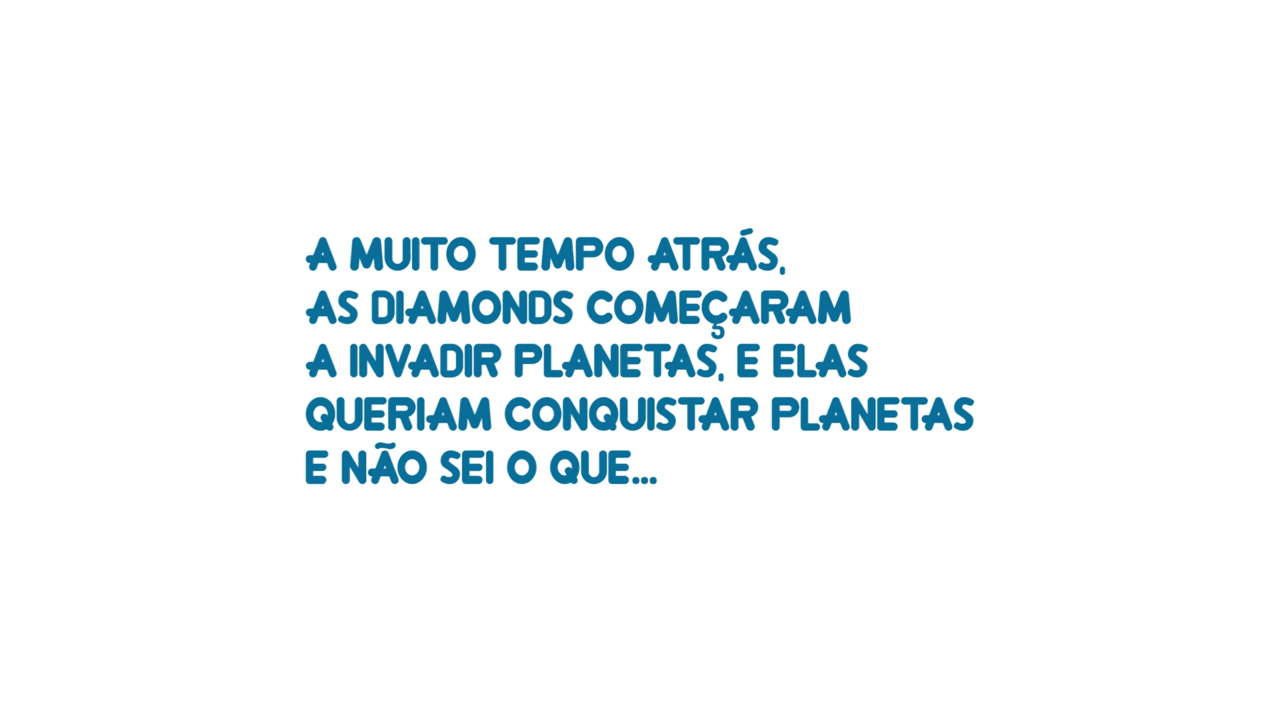 A MUITO TEMPO ATRÁS,
AS DIAMONDS COMEÇARAM
A INVADIR PLANETAS, E ELAS
QUERIAM CONQUISTAR PLANETAS
E NÃO SEI O QUE...